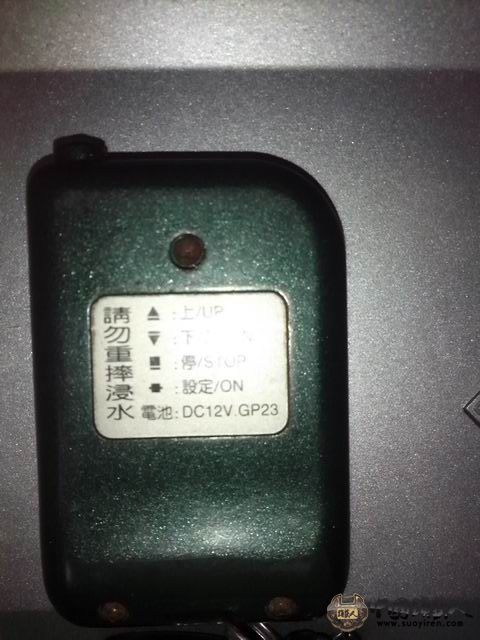 請勿重摔浸水
▲ :上/UP
▼ :下/
■ :停/STOP
:設定/ON
電池:DC12V.GP23
www.suoyiren.com